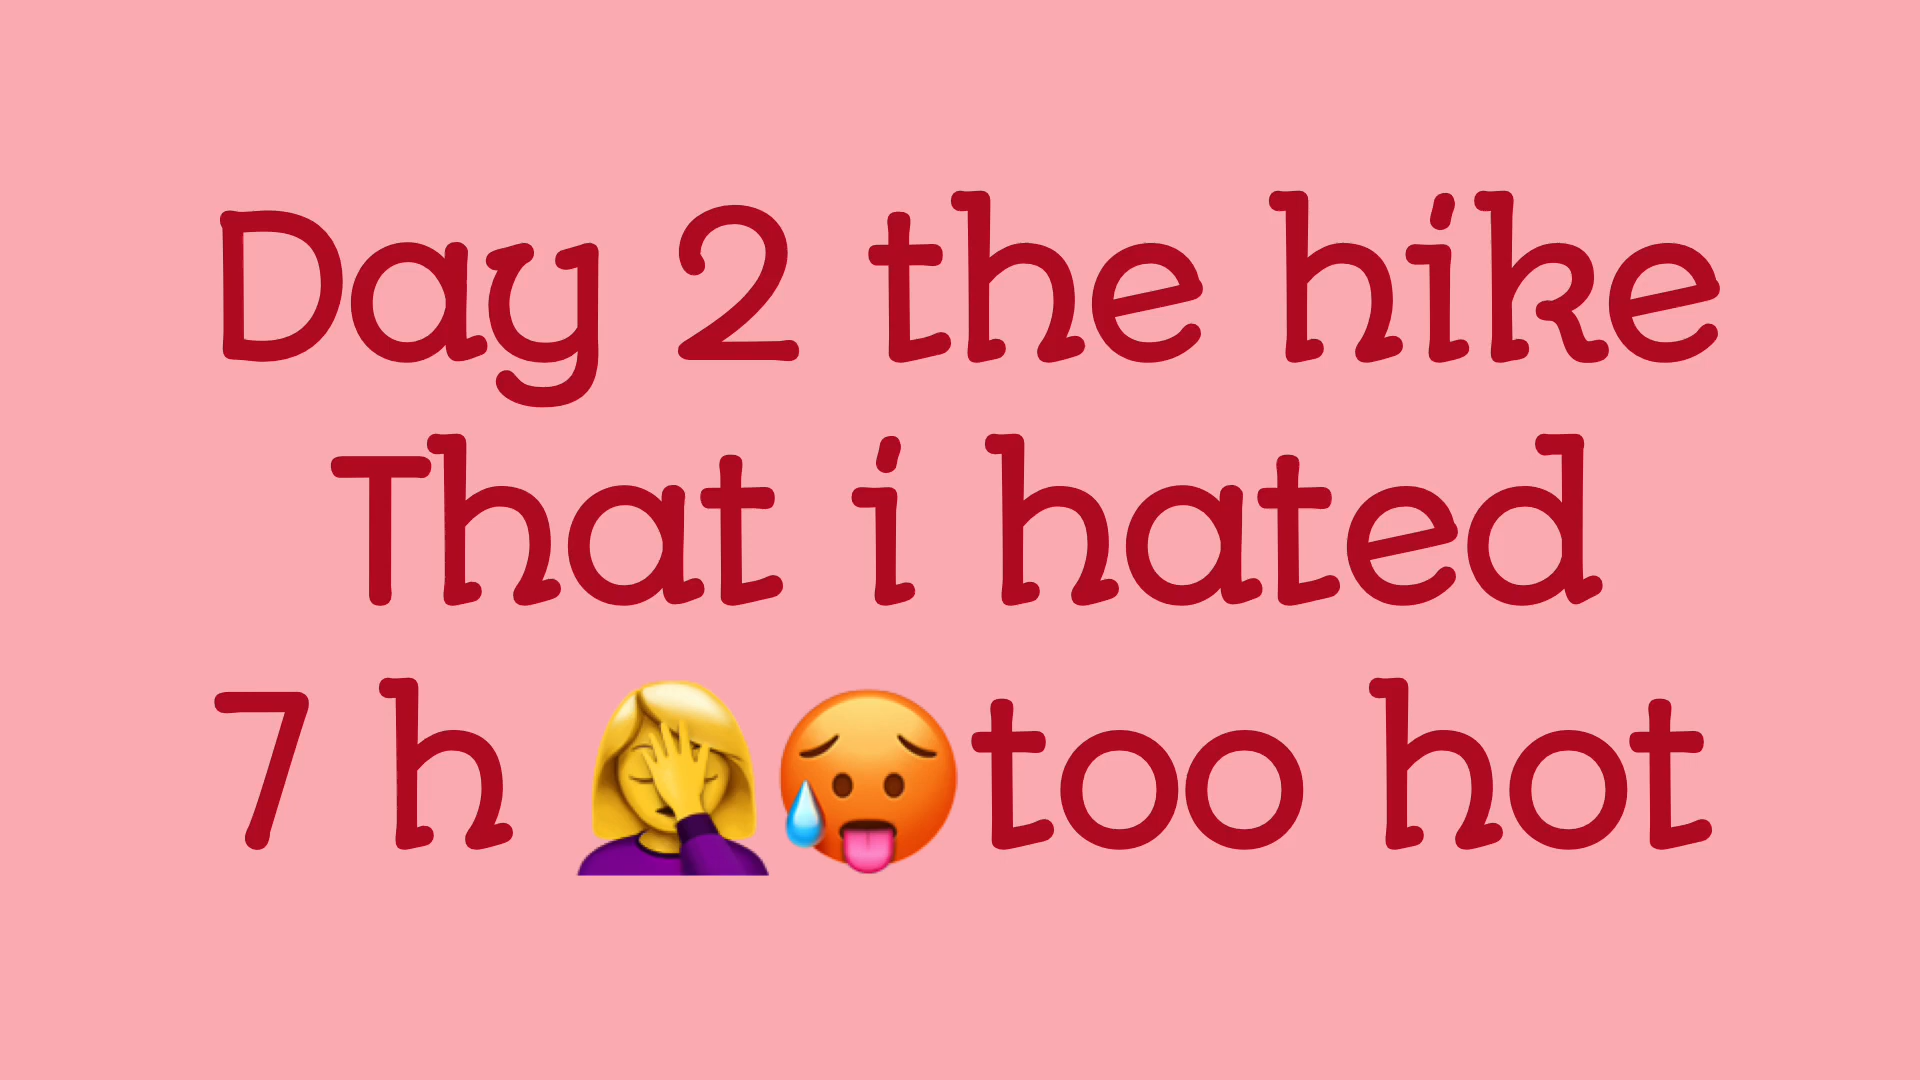 Day 2 the hike
That i hated
7 h 🤦‍♀️🥵too hot